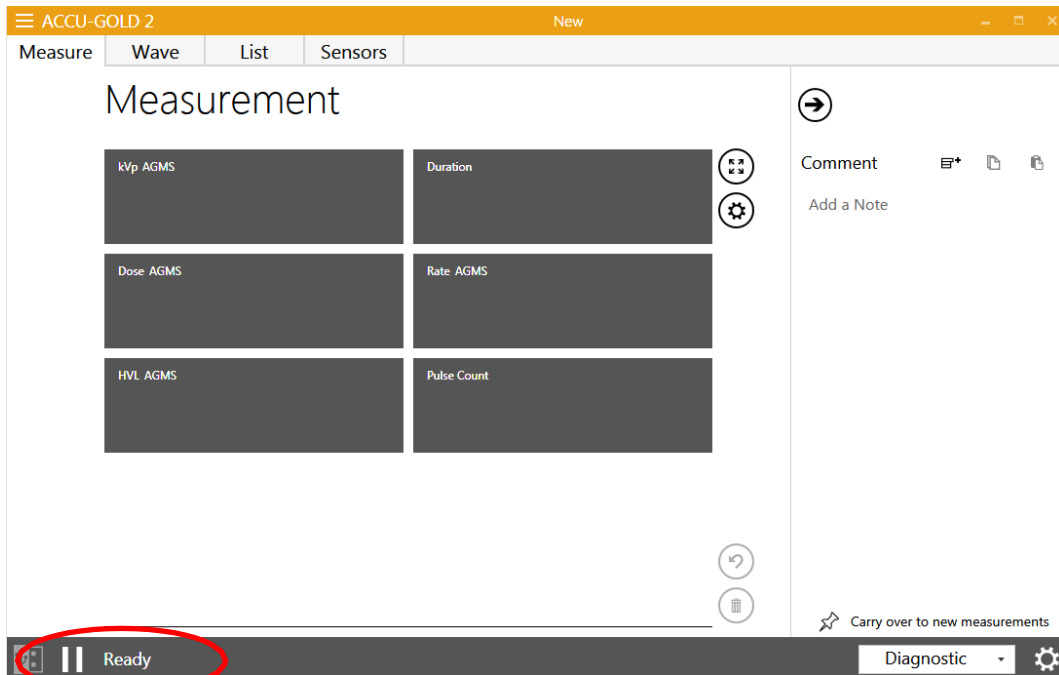 ACCU-GOLD 2
New
Measure Wave List Sensors
Measurement
kVp AGMS
Duration
Dose AGMS
Rate AGMS
HVL AGMS
Pulse Count
Comment
Add a Note
Carry over to new measurements
Ready
Diagnostic